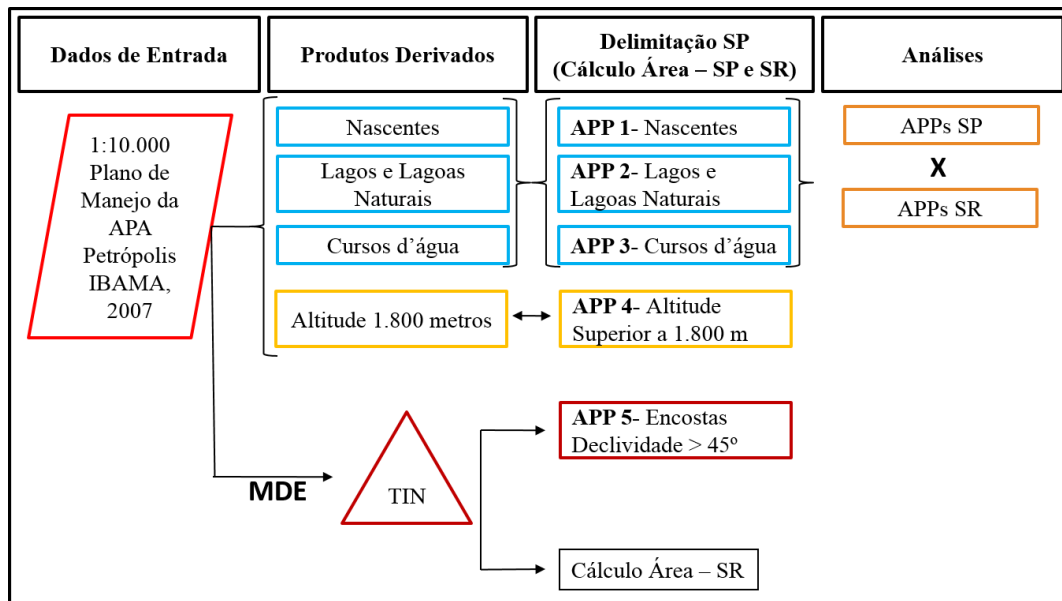 Dados de Entrada
Produtos Derivados
Delimitação SP
(Cálculo Área – SP e SR)
Análises
1:10.000
Plano de
Manejo da
APA
Petrópolis
IBAMA,
2007
Nascentes
Lagos e Lagoas
Naturais
Cursos d’água
Altitude 1.800 metros
APP 1- Nascentes
APP 2- Lagos e
Lagoas Naturais
APP 3- Cursos d’água
APP 4- Altitude
Superior a 1.800 m
APPs SP
X
APPs SR
MDE
TIN
APP 5- Encostas
Declividade > 45º
Cálculo Área – SR